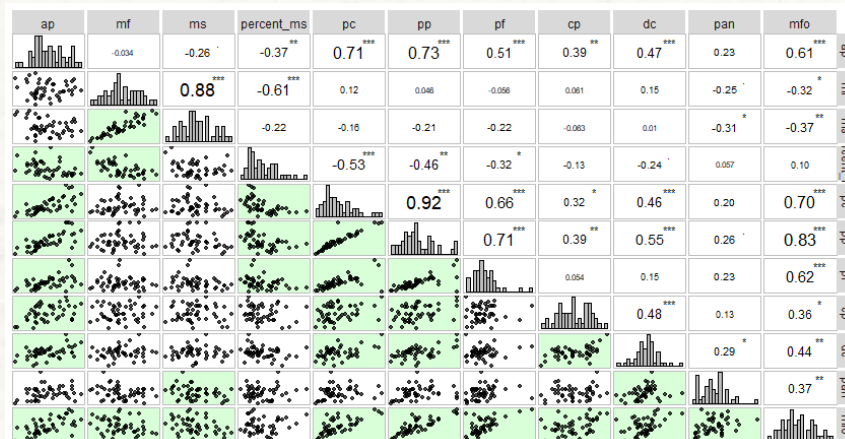 ap mf ms percent_ms pc pp pf cp dc pan mfo
-0.034 -0.26 . -0.37 ** 0.71 *** 0.73 *** 0.51 *** 0.39 ** 0.47 *** 0.23 0.61 ***
0.88 *** -0.61 *** 0.12 0.046 -0.056 0.061 0.15 -0.25 . -0.32 *
-0.22 -0.16 -0.21 -0.22 -0.063 0.01 -0.31 * -0.37 **
-0.53 *** -0.46 ** -0.32 * -0.13 -0.24 . 0.057 0.10
0.92 *** 0.66 *** 0.32 * 0.46 *** 0.20 0.70 ***
0.71 *** 0.39 ** 0.55 *** 0.26 . 0.83 ***
0.054 0.15 0.23 0.62 ***
0.48 *** 0.13 0.36 *
0.29 * 0.44 **
0.37 **